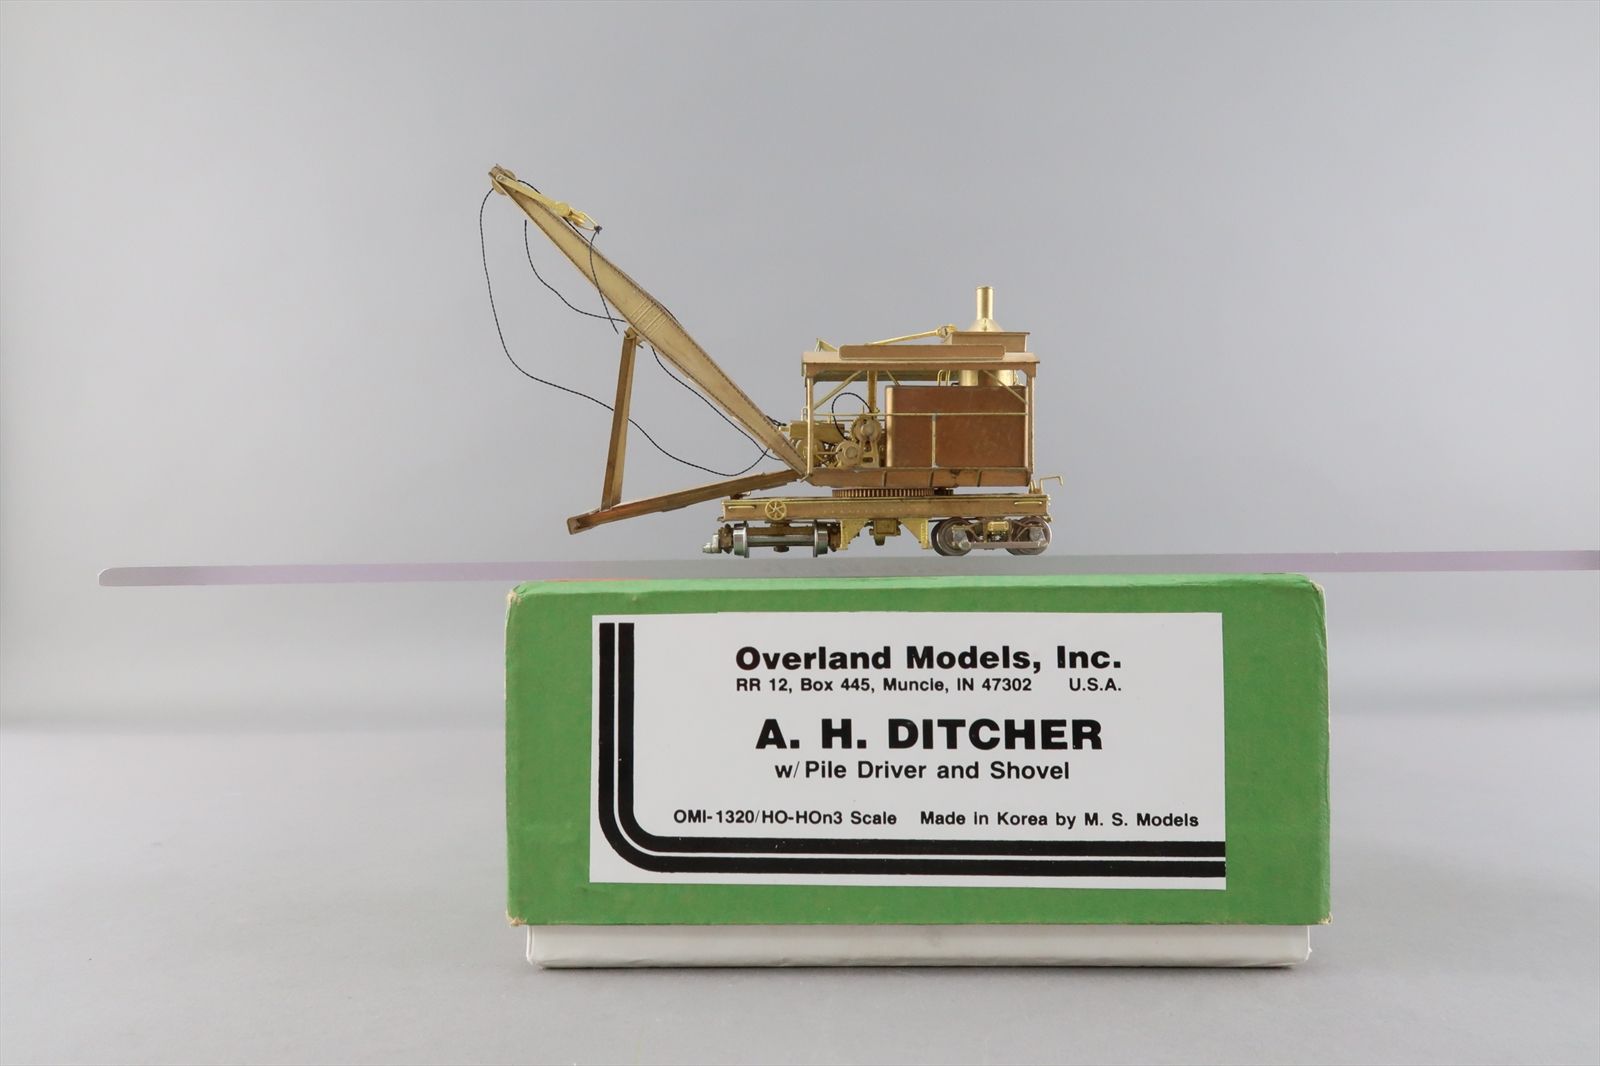 Overland Models, Inc.
RR 12, Box 445, Muncie, IN 47302 U.S.A.
A. H. DITCHER
w/Pile Driver and Shovel
OMI-1320/HO-HOn3 Scale Made in Korea by M. S. Models